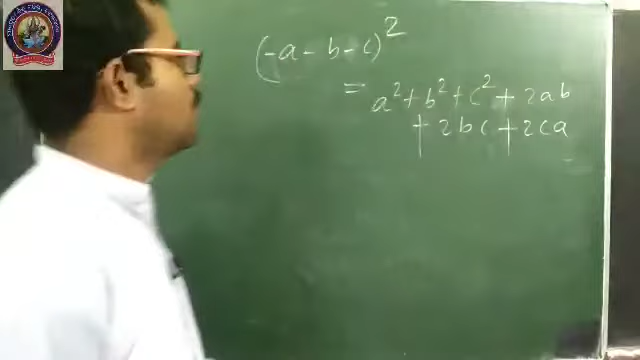 (-a - b - c)²
= a² + b² + c² + 2ab
+ 2bc + 2ca